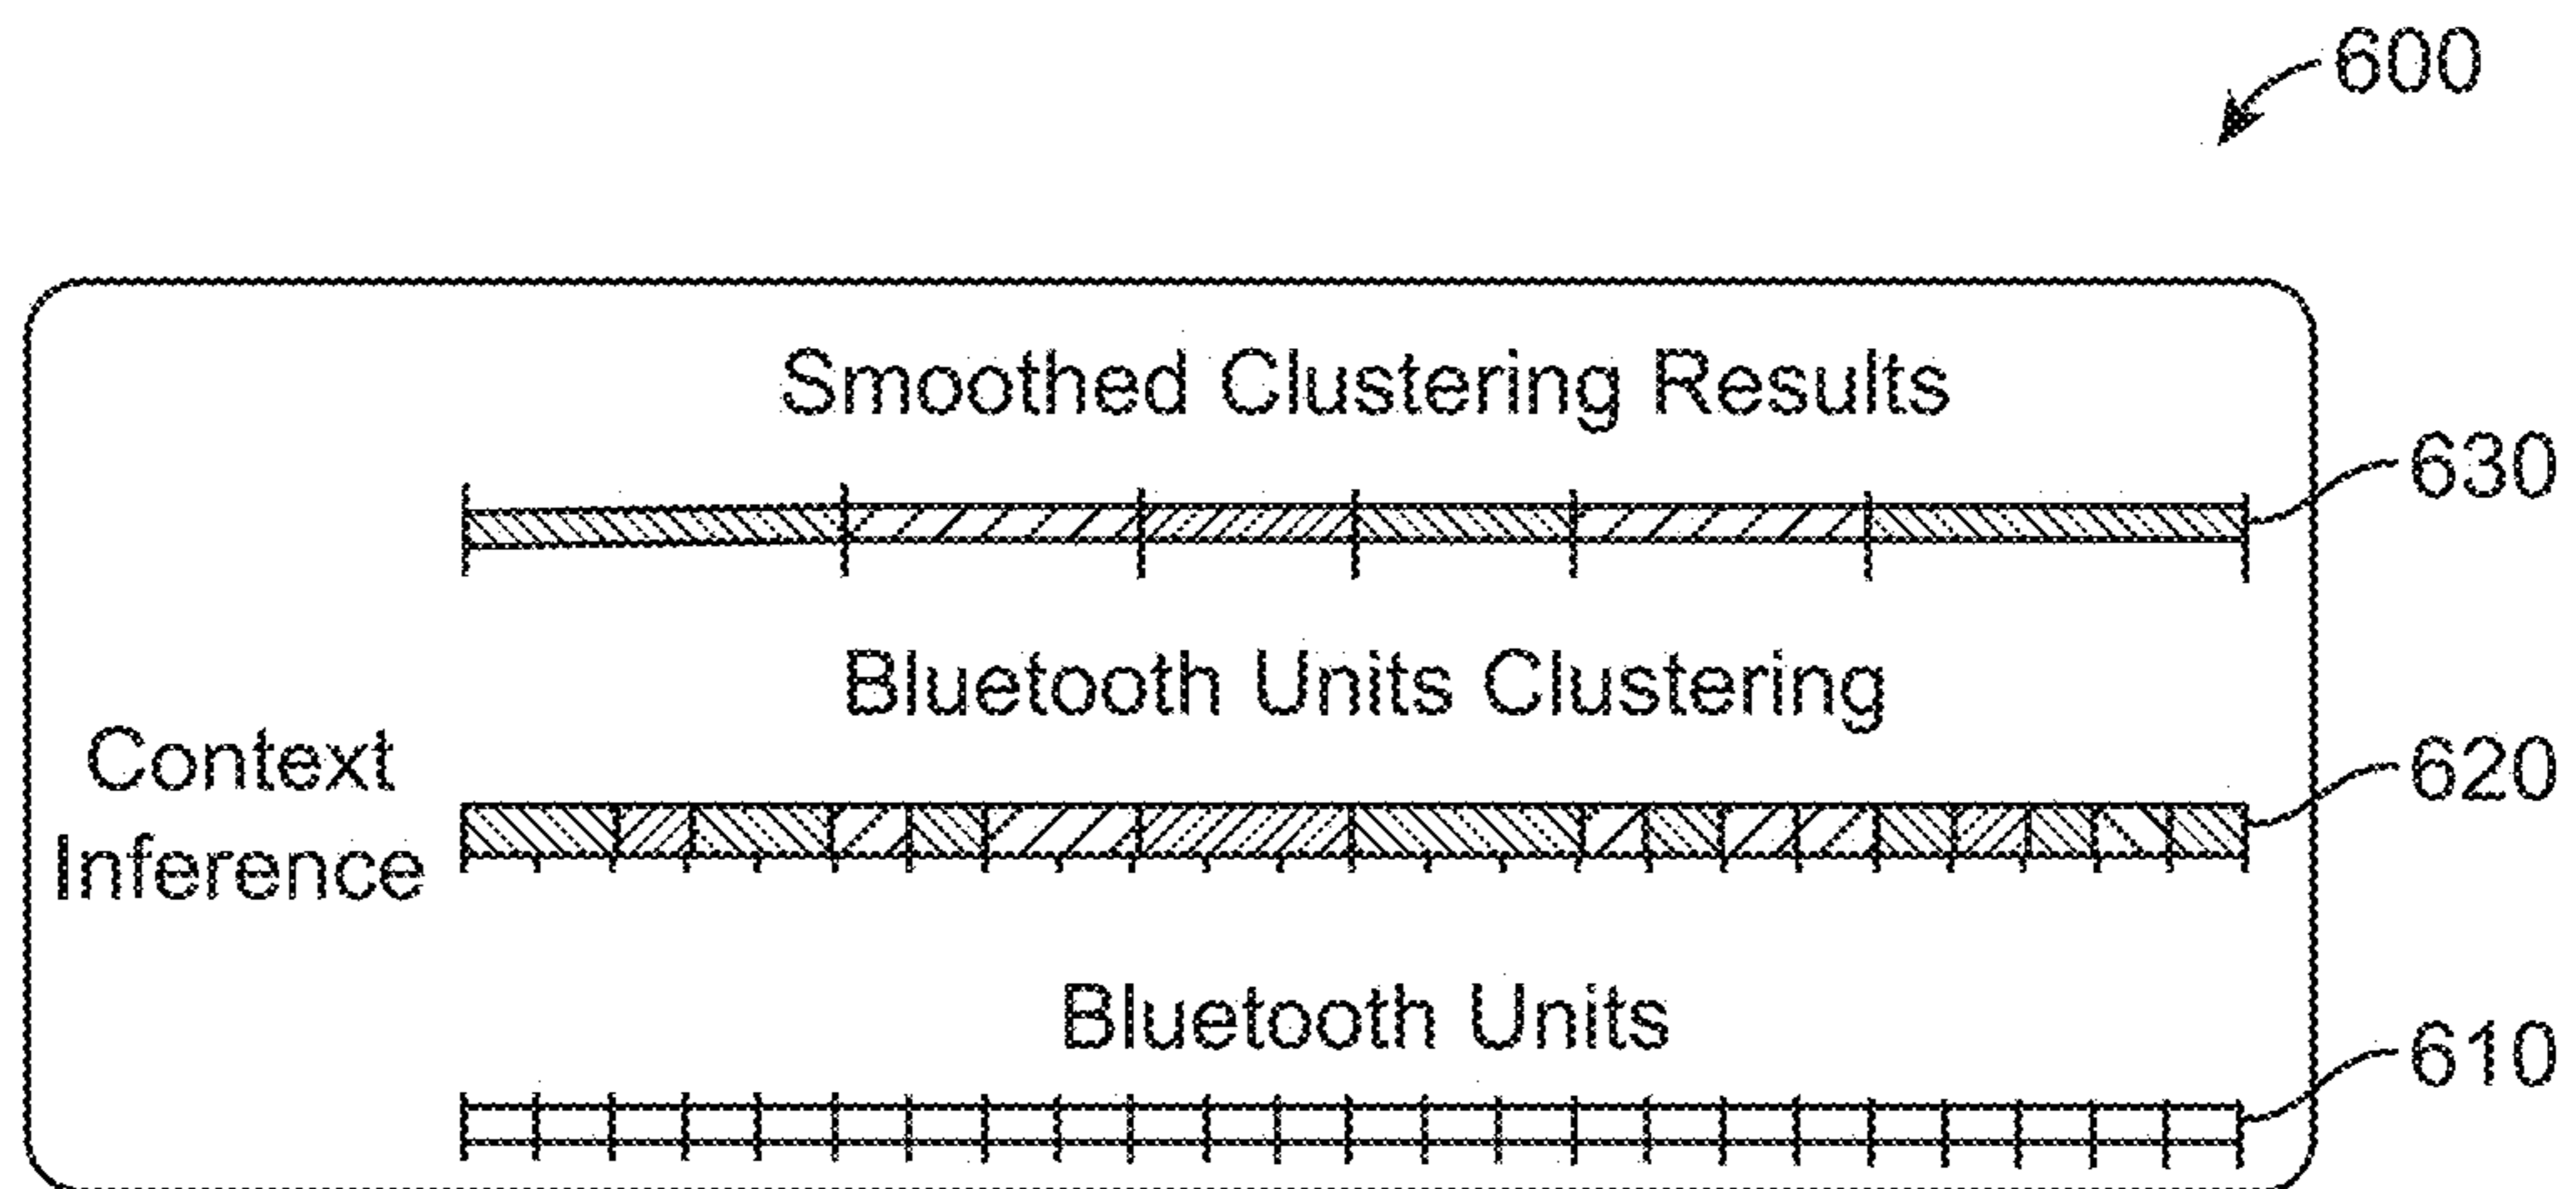 600
Smoothed Clustering Results
630
Bluetooth Units Clustering
Context
Inference
620
Bluetooth Units
610